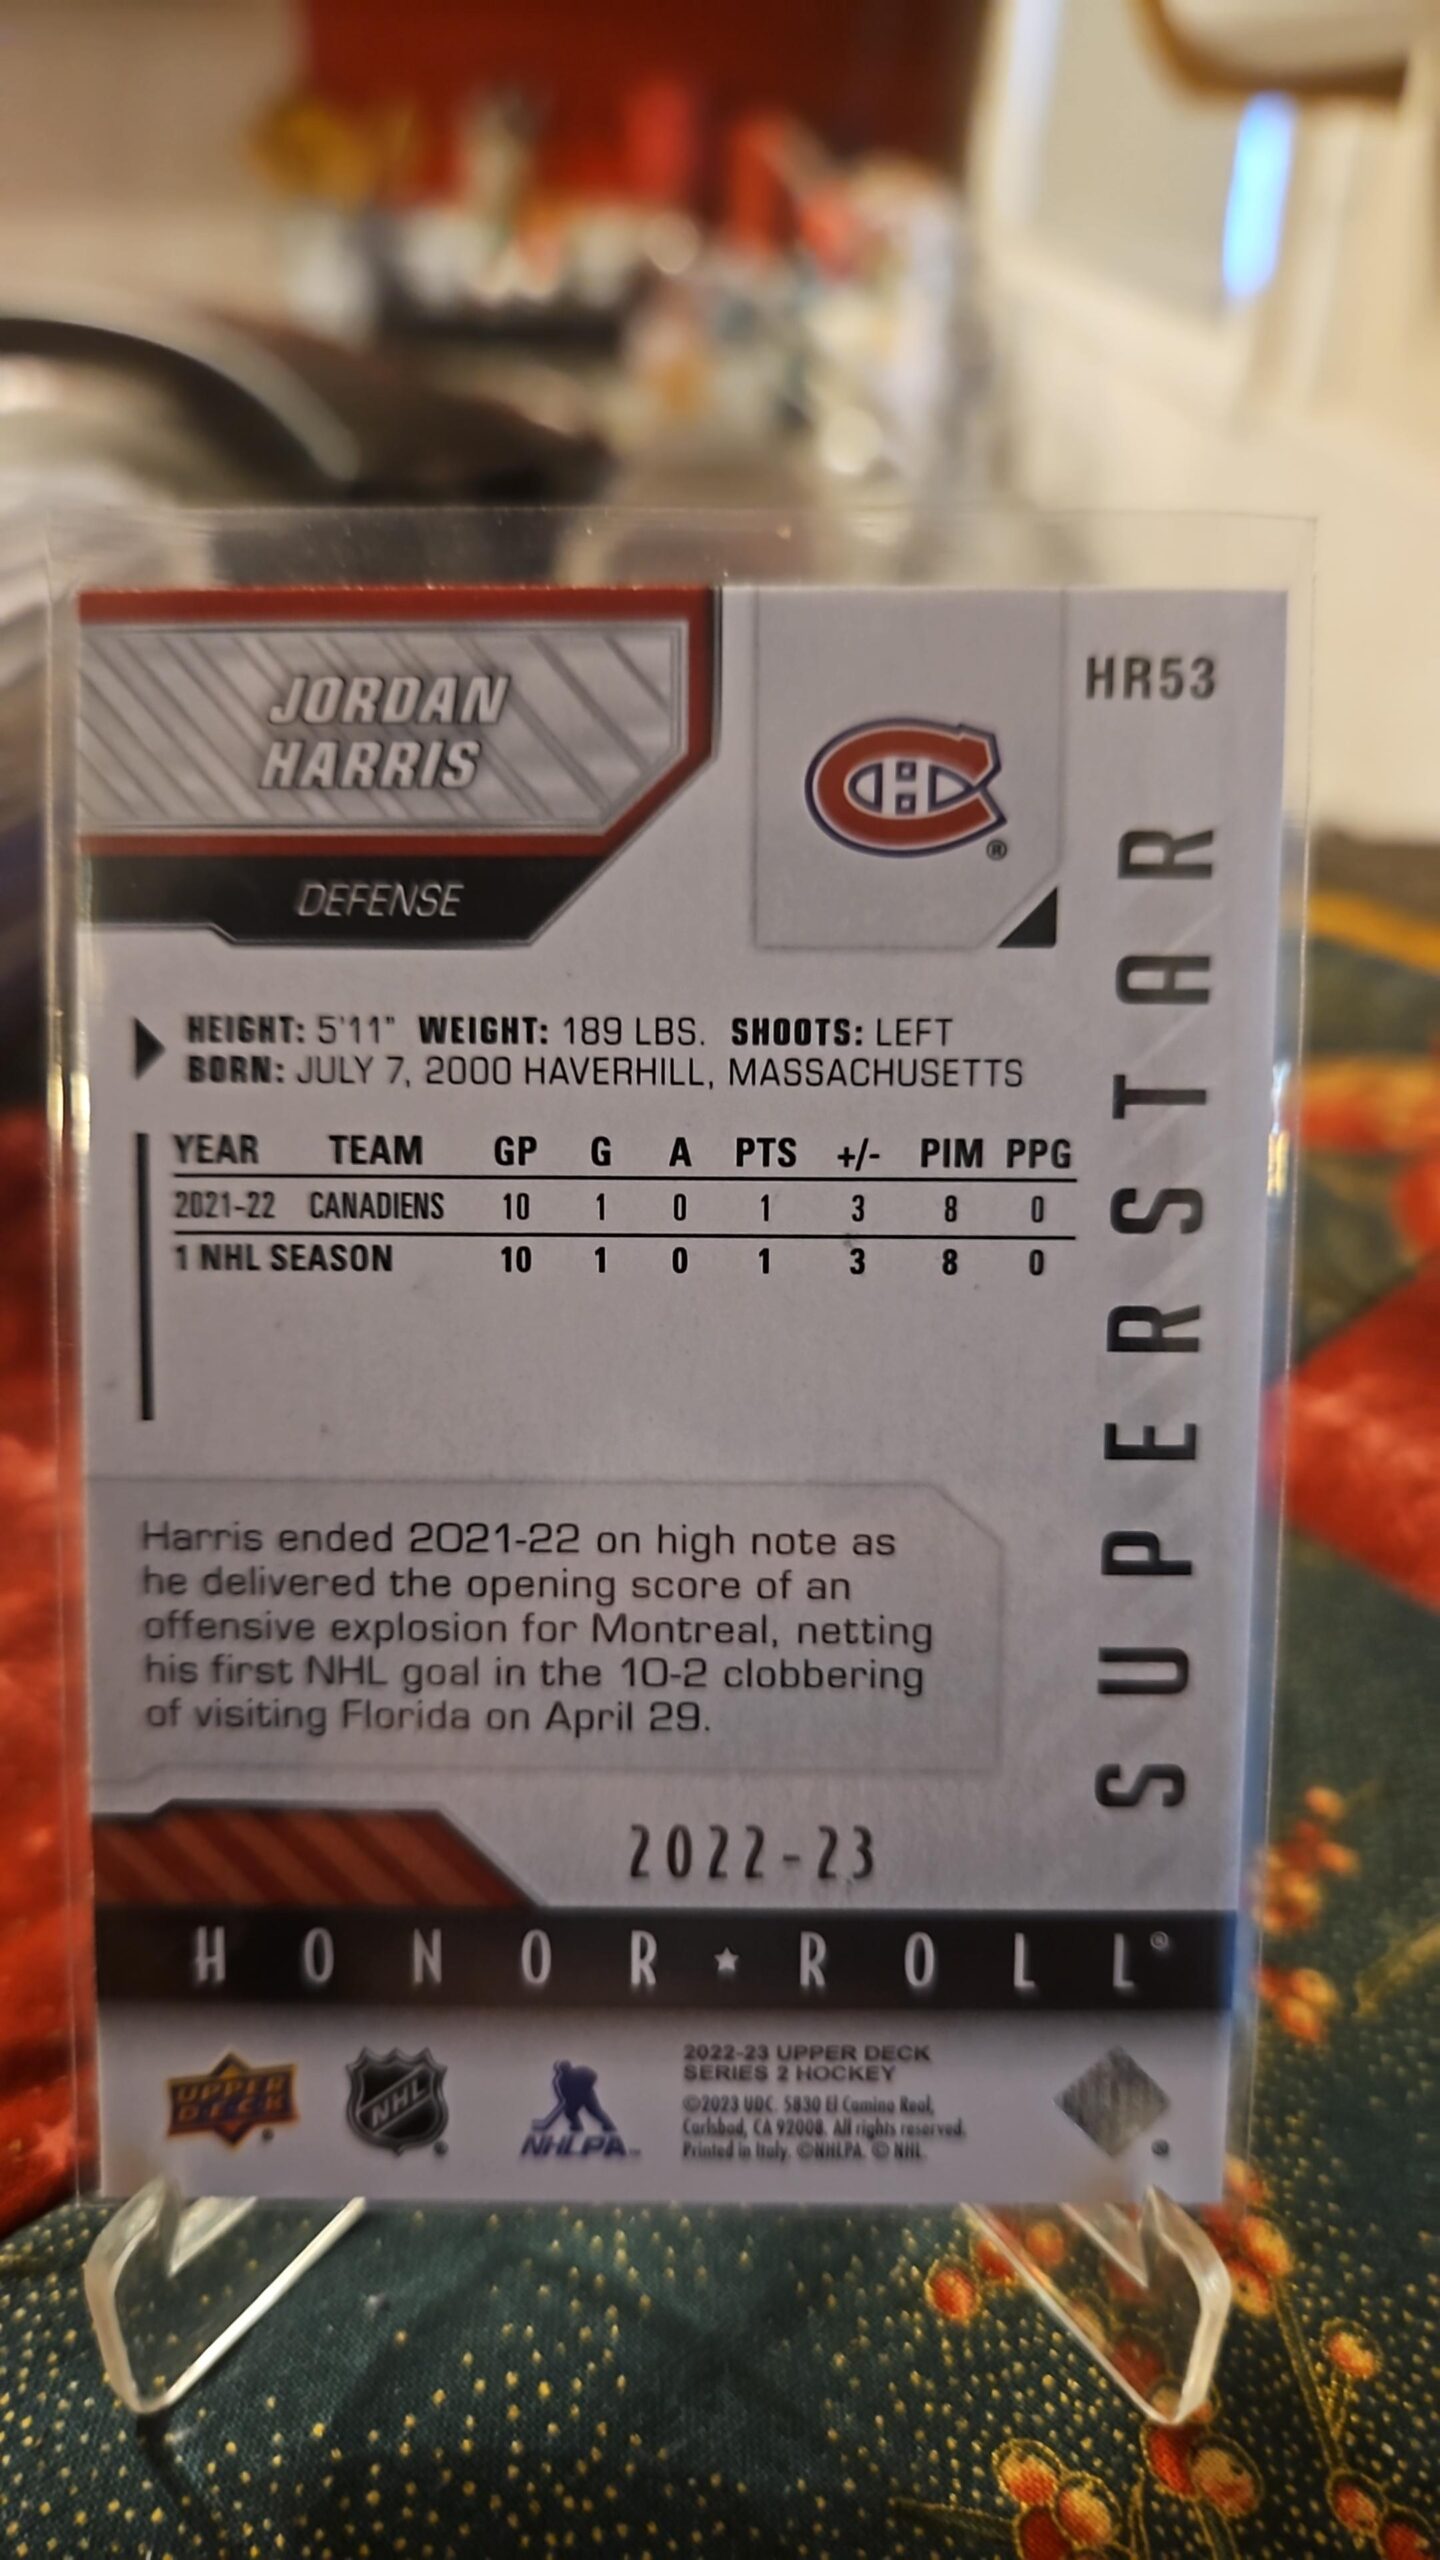 JORDAN
HARRIS
DEFENSE
HR53
SUPERSTAR
HEIGHT: 5'11" WEIGHT: 189 LBS. SHOOTS: LEFT
BORN: JULY 7, 2000 HAVERHILL, MASSACHUSETTS
YEAR TEAM GP G A PTS +/- PIM PPG
2021-22 CANADIENS 10 1 0 1 3 8 0
1 NHL SEASON 10 1 0 1 3 8 0
Harris ended 2021-22 on high note as
he delivered the opening score of an
offensive explosion for Montreal, netting
his first NHL goal in the 10-2 clobbering
of visiting Florida on April 29.
2022-23
HONOR★ROLL®
UPPER
DECK
NHL
NHLPA
2022-23 UPPER DECK
SERIES 2 HOCKEY
©2023 UDC. 5830 El Camino Real,
Carlsbad, CA 92008. All rights reserved.
Printed in Italy. ©NHLPA. © NHL.